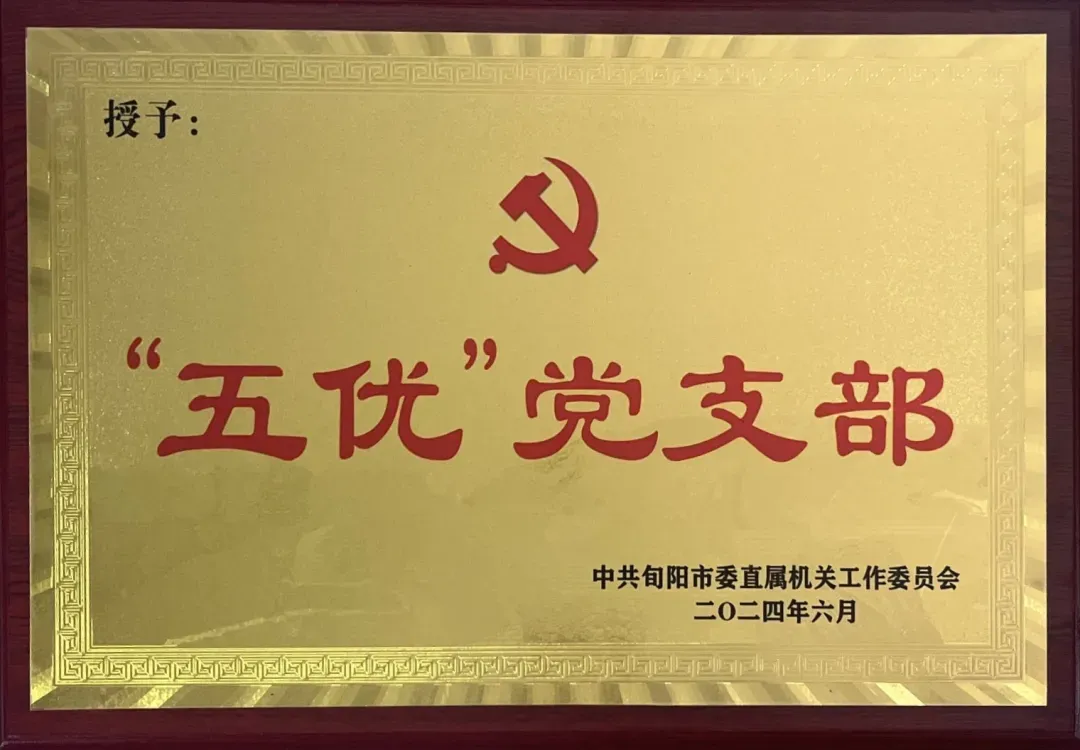 授予：
“五优”党支部
中共旬阳市委直属机关工作委员会
二〇二四年六月